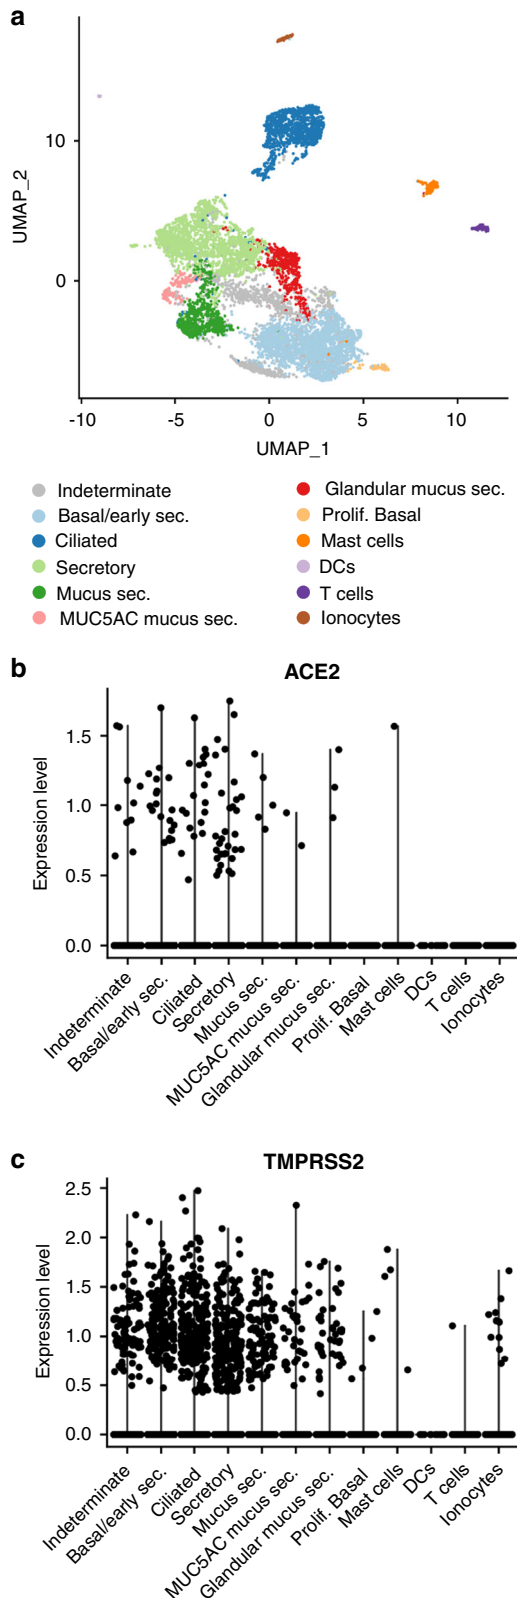 a
UMAP_2
10
0
-10
-5
0
5
10
UMAP_1
Indeterminate
Basal/early sec.
Ciliated
Secretory
Mucus sec.
MUC5AC mucus sec.
Glandular mucus sec.
Prolif. Basal
Mast cells
DCs
T cells
Ionocytes
b
ACE2
Expression level
1.5
1.0
0.5
0.0
Indeterminate
Basal/early sec.
Ciliated
Secretory
Mucus sec.
MUC5AC mucus sec.
Glandular mucus sec.
Prolif. Basal
Mast cells
DCs
T cells
Ionocytes
c
TMPRSS2
Expression level
2.5
2.0
1.5
1.0
0.5
0.0
Indeterminate
Basal/early sec.
Ciliated
Secretory
Mucus sec.
MUC5AC mucus sec.
Glandular mucus sec.
Prolif. Basal
Mast cells
DCs
T cells
Ionocytes